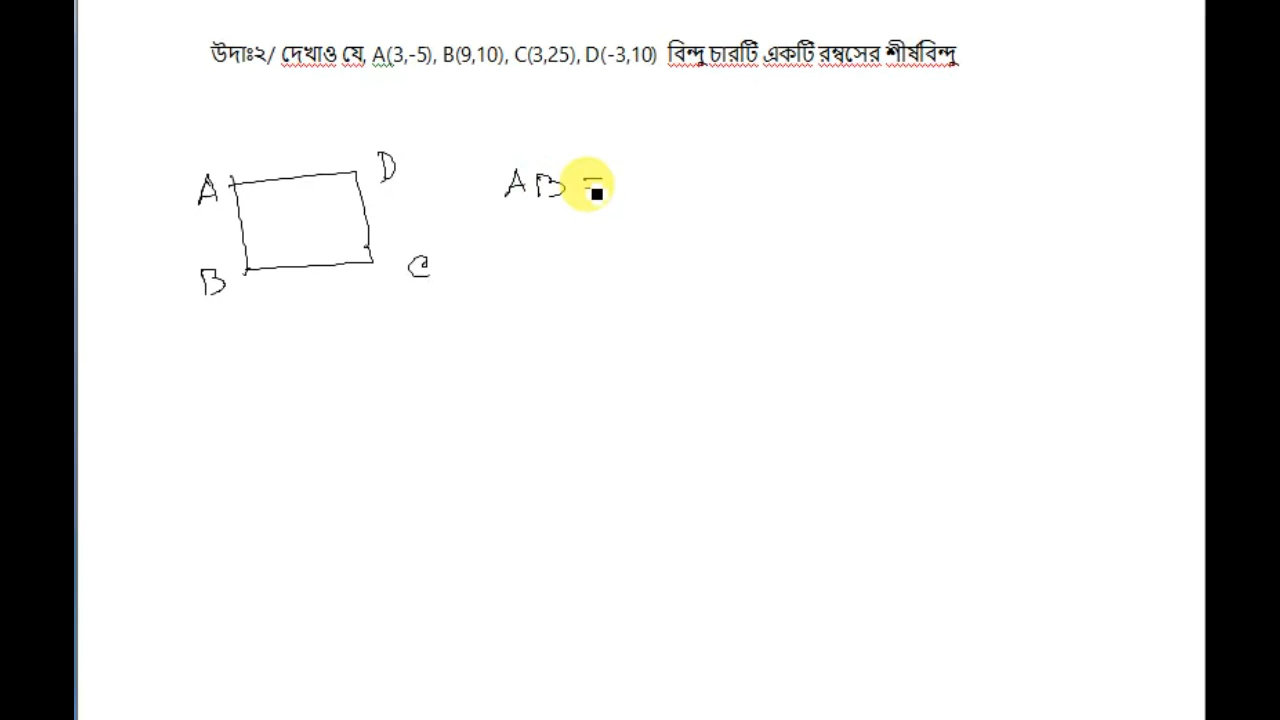 উদাঃ২/ দেখাও যে, A(3,-5), B(9,10), C(3,25), D(-3,10) বিন্দু চারটি একটি রম্বসের শীর্ষবিন্দু
A D
B C
AB =